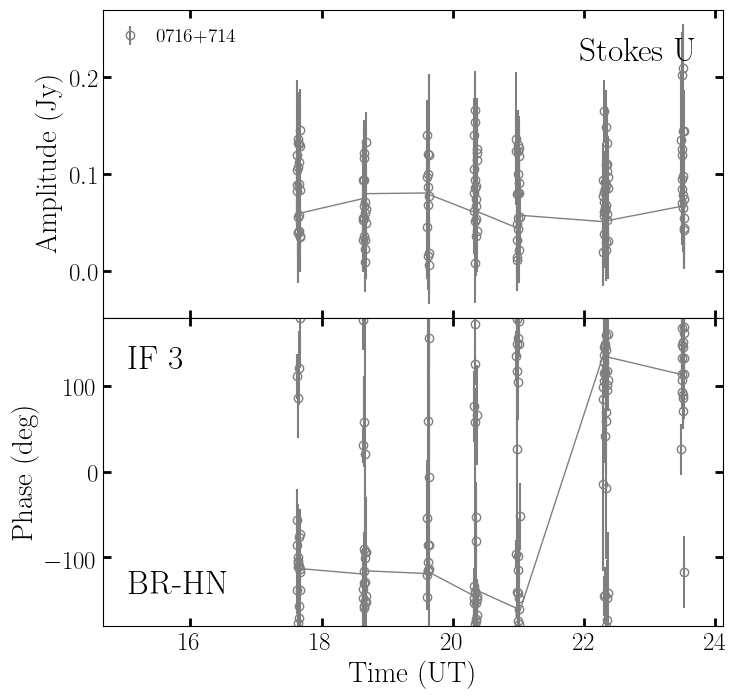 0716+714
Stokes U
0.2
0.1
0.0
Amplitude (Jy)
IF 3
100
0
−100
Phase (deg)
BR-HN
16 18 20 22 24
Time (UT)